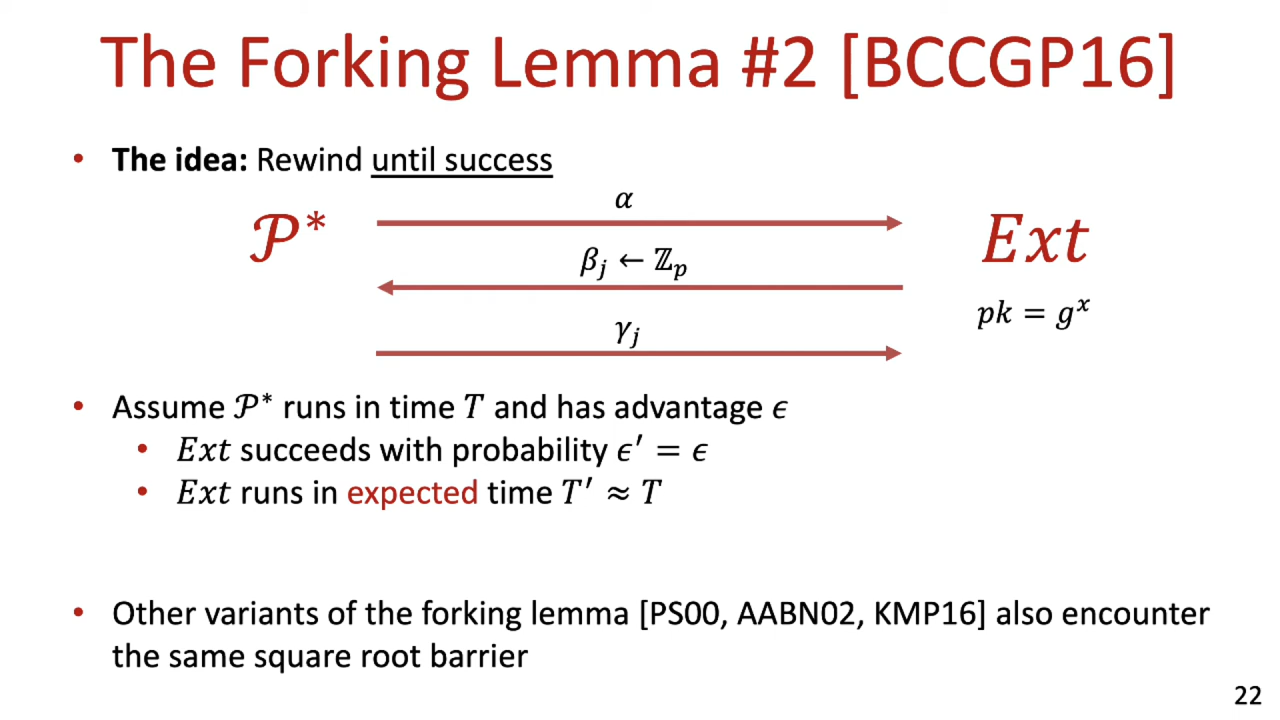 The Forking Lemma #2 [BCCGP16]
• The idea: Rewind until success
𝒫* α Ext
β_j ← ℤ_p
pk = g^x
γ_j
• Assume 𝒫* runs in time T and has advantage ϵ
• Ext succeeds with probability ϵ′ = ϵ
• Ext runs in expected time T′ ≈ T
• Other variants of the forking lemma [PS00, AABN02, KMP16] also encounter
the same square root barrier
22